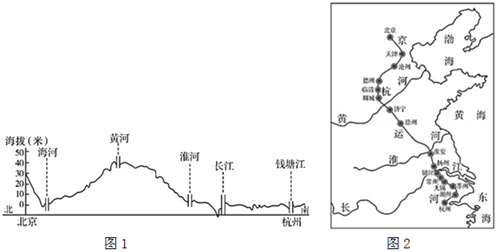 海拔(米)
50
40
30
20
10
0
海河
黄河
淮河
长江
钱塘江
北
南
北京
杭州
图1
北京
京
天津
沧州
渤
海
德州
临清
聊城
杭
河
济宁
黄
徐州
运
黄
海
河
淮安
淮
扬州
江
镇江
常州
无锡
苏州
长
河
杭州
东
海
图2